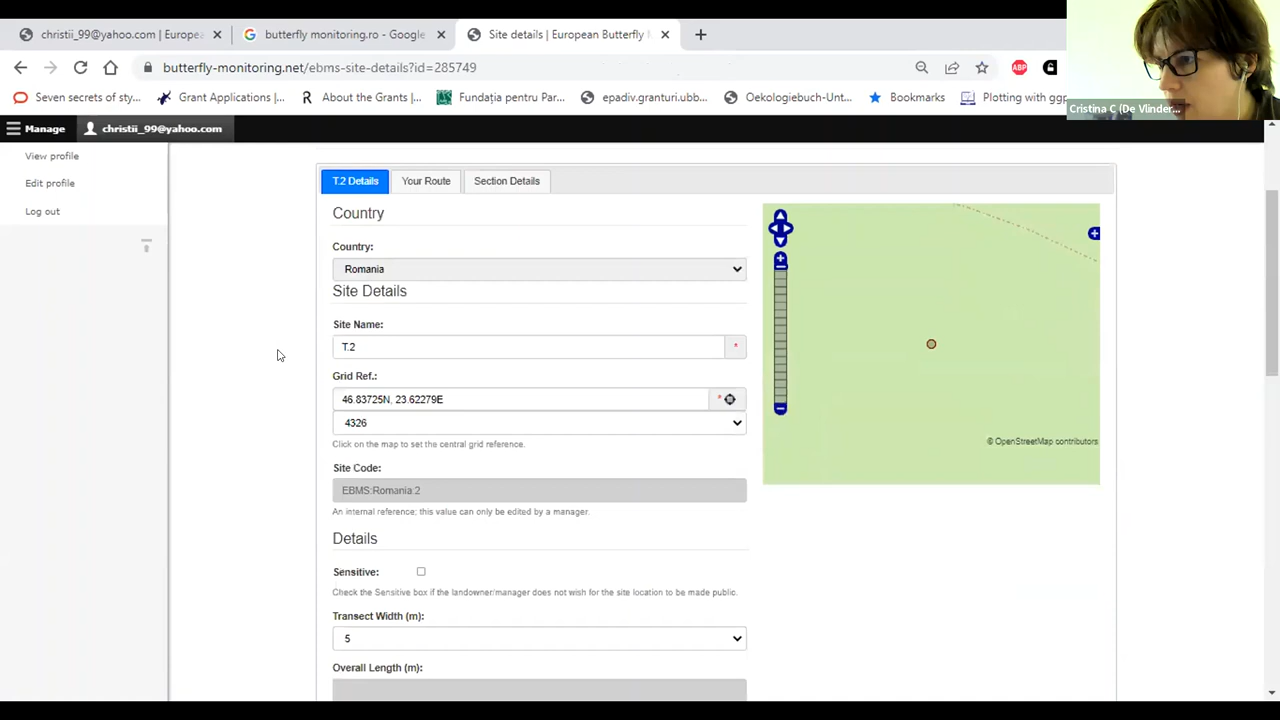 christii_99@yahoo.com | Europea
butterfly monitoring.ro - Google
Site details | European Butterfly
butterfly-monitoring.net/ebms-site-details?id=285749
Seven secrets of sty...
Grant Applications |...
About the Grants |...
Fundația pentru Par...
epadiv.granturi.ubb...
Oekologiebuch-Unt...
Bookmarks
Plotting with ggp
ABP
Cristina C (De Vlinder...
Manage
christii_99@yahoo.com
View profile
Edit profile
Log out
T.2 Details
Your Route
Section Details
Country
Country:
Romania
Site Details
Site Name:
T.2
*
Grid Ref.:
46.83725N, 23.62279E
*
4326
Click on the map to set the central grid reference.
Site Code:
EBMS:Romania:2
An internal reference; this value can only be edited by a manager.
Details
Sensitive:
Check the Sensitive box if the landowner/manager does not wish for the site location to be made public.
Transect Width (m):
5
Overall Length (m):
© OpenStreetMap contributors